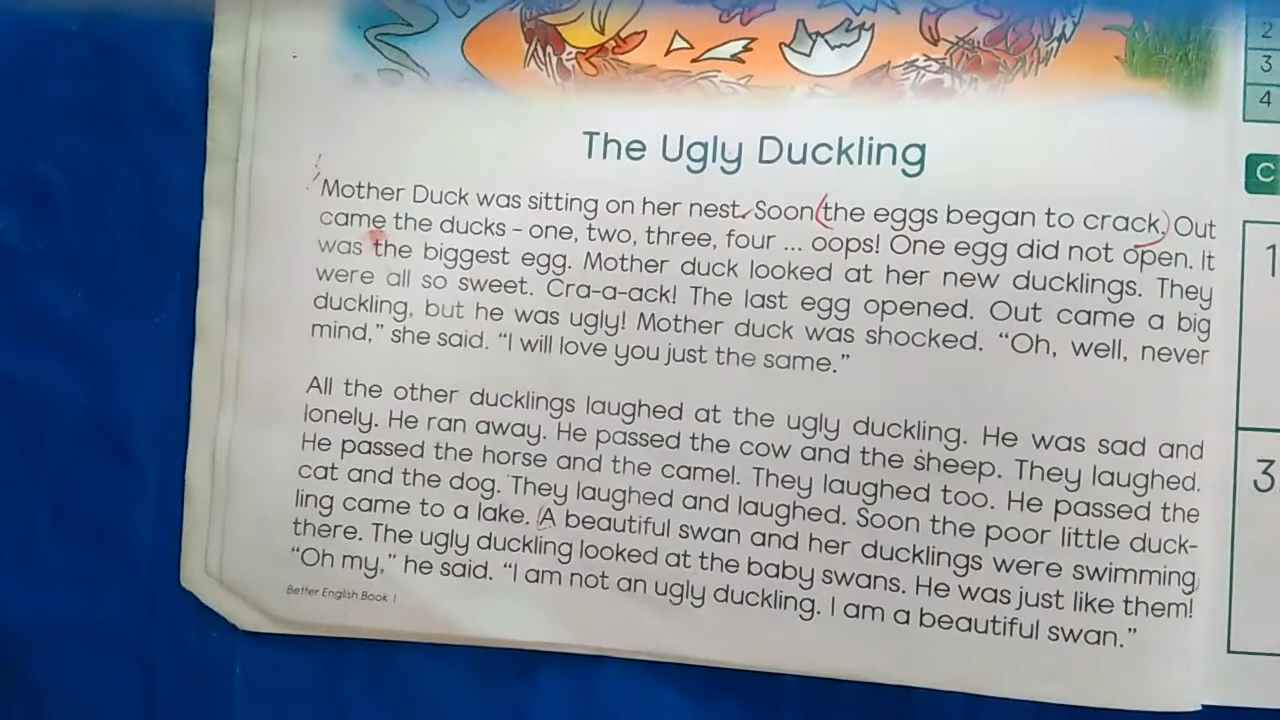 The Ugly Duckling
Mother Duck was sitting on her nest. Soon the eggs began to crack. Out
came the ducks – one, two, three, four ... oops! One egg did not open. It
was the biggest egg. Mother duck looked at her new ducklings. They
were all so sweet. Cra-a-ack! The last egg opened. Out came a big
duckling, but he was ugly! Mother duck was shocked. “Oh, well, never
mind,” she said. “I will love you just the same.”
All the other ducklings laughed at the ugly duckling. He was sad and
lonely. He ran away. He passed the cow and the sheep. They laughed.
He passed the horse and the camel. They laughed too. He passed the
cat and the dog. They laughed and laughed. Soon the poor little duck-
ling came to a lake. A beautiful swan and her ducklings were swimming
there. The ugly duckling looked at the baby swans. He was just like them!
“Oh my,” he said. “I am not an ugly duckling. I am a beautiful swan.”
Better English Book 1
2
3
4
C
1
3